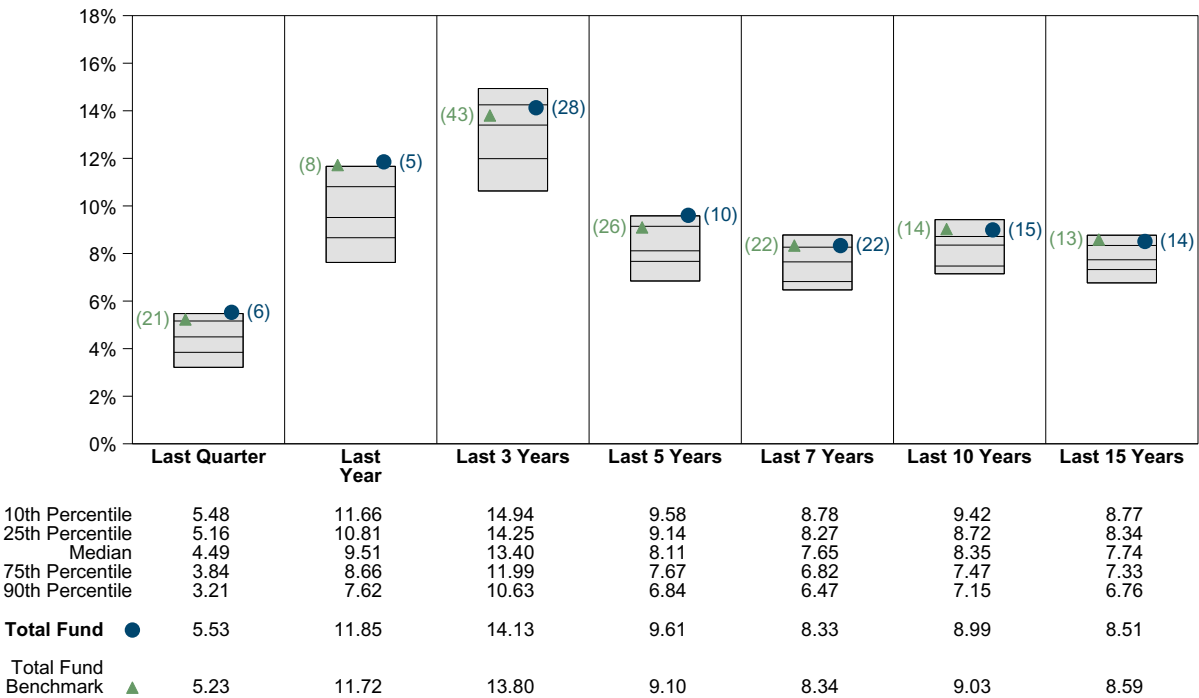 18%
16%
14%
12%
10%
8%
6%
4%
2%
0%
(21) (6)
(8) (5)
(43) (28)
(26) (10)
(22) (22)
(14) (15)
(13) (14)
Last Quarter Last Last 3 Years Last 5 Years Last 7 Years Last 10 Years Last 15 Years
Year
10th Percentile 5.48 11.66 14.94 9.58 8.78 9.42 8.77
25th Percentile 5.16 10.81 14.25 9.14 8.27 8.72 8.34
Median 4.49 9.51 13.40 8.11 7.65 8.35 7.74
75th Percentile 3.84 8.66 11.99 7.67 6.82 7.47 7.33
90th Percentile 3.21 7.62 10.63 6.84 6.47 7.15 6.76
Total Fund 5.53 11.85 14.13 9.61 8.33 8.99 8.51
Total Fund
Benchmark 5.23 11.72 13.80 9.10 8.34 9.03 8.59